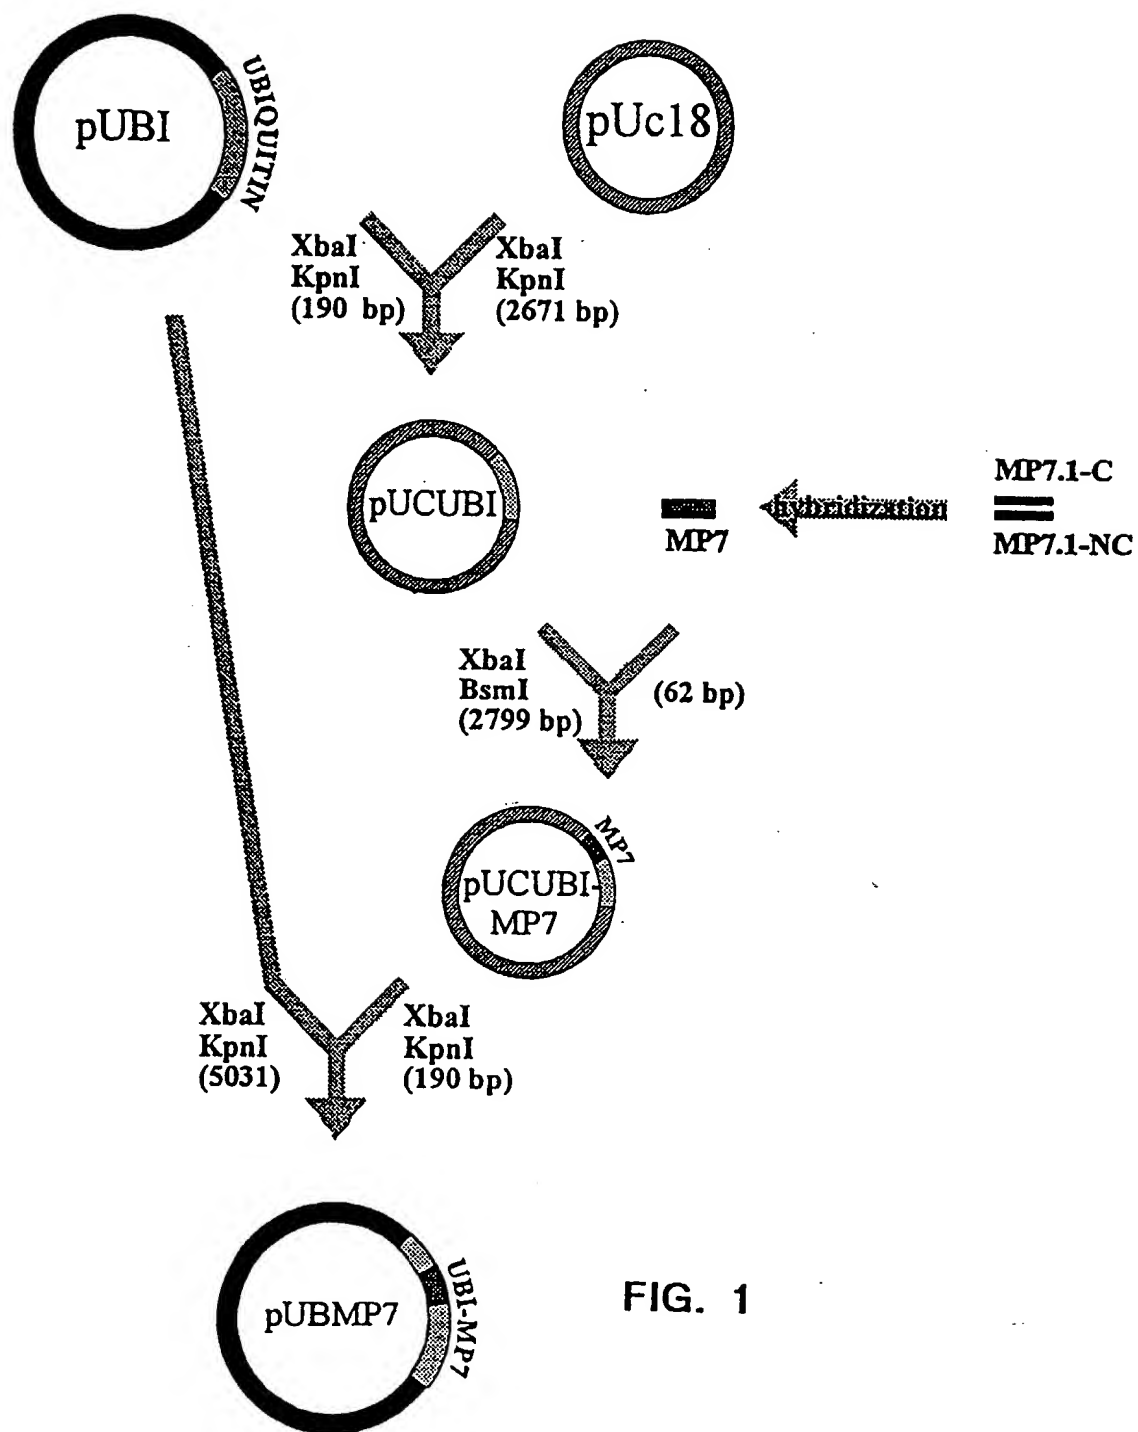 pUBI
UBIQUITIN
pUc18
XbaI
KpnI
(190 bp)
XbaI
KpnI
(2671 bp)
pUCUBI
MP7
hybridization
MP7.1-C
MP7.1-NC
XbaI
BsmI
(2799 bp)
(62 bp)
MP7
pUCUBI-
MP7
XbaI
KpnI
(5031)
XbaI
KpnI
(190 bp)
pUBMP7
UBI-MP7
FIG. 1